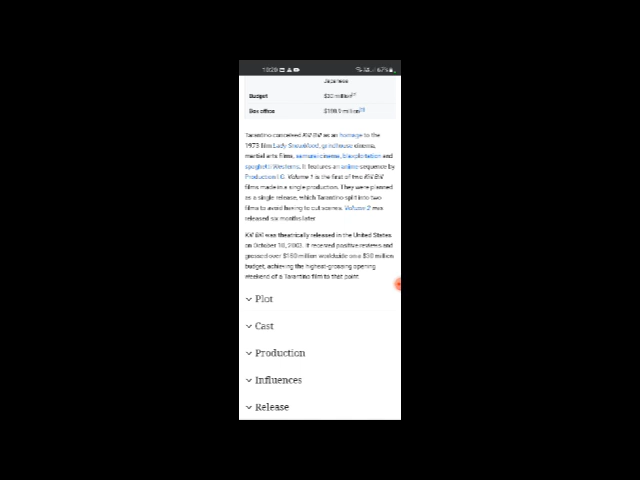 Japanese
Budget $30 million
Box office
Tarantino conceived Kill Bill as an homage to the
1973 film Lady Snowblood, grindhouse cinema,
martial arts films, samurai cinema, blaxploitation and
spaghetti Westerns. It features an anime sequence by
Production I.G. Volume 1 is the first of two Kill Bill
films made in a single production. They were planned
as a single release, which Tarantino split into two
films to avoid having to cut scenes. Volume 2 was
released six months later.
Kill Bill was theatrically released in the United States
on October 10, 2003. It received positive reviews and
grossed over $180 million worldwide on a $30 million
budget, achieving the highest-grossing opening
weekend of a Tarantino film to that point.
Plot
Cast
Production
Influences
Release